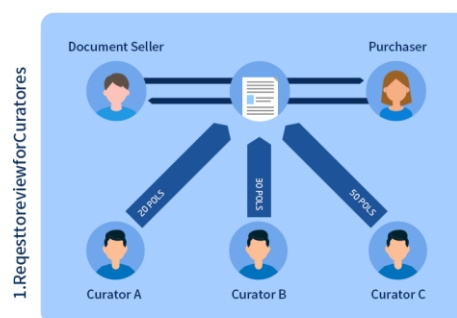 1.ReqesttoreviewforCuratores
Document Seller
Purchaser
20 POLS
30 POLS
50 POLS
Curator A
Curator B
Curator C